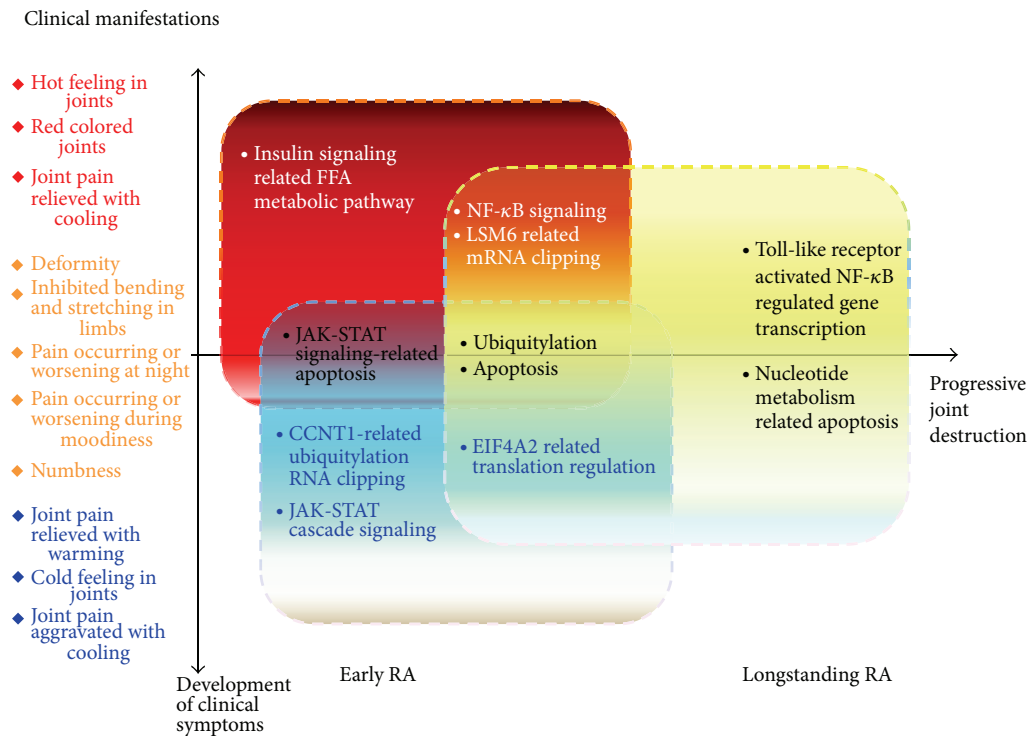 Clinical manifestations
◆ Hot feeling in
joints
◆ Red colored
joints
◆ Joint pain
relieved with
cooling
◆ Deformity
◆ Inhibited bending
and stretching in
limbs
◆ Pain occurring or
worsening at night
◆ Pain occurring or
worsening during
moodiness
◆ Numbness
◆ Joint pain
relieved with
warming
◆ Cold feeling in
joints
◆ Joint pain
aggravated with
cooling
• Insulin signaling
related FFA
metabolic pathway
• NF-κB signaling
• LSM6 related
mRNA clipping
• Toll-like receptor
activated NF-κB
regulated gene
transcription
• JAK-STAT
signaling-related
apoptosis
• Ubiquitylation
• Apoptosis
• Nucleotide
metabolism
related apoptosis
• CCNT1-related
ubiquitylation
RNA clipping
• JAK-STAT
cascade signaling
• EIF4A2 related
translation regulation
Progressive
joint
destruction
Early RA
Longstanding RA
Development
of clinical
symptoms